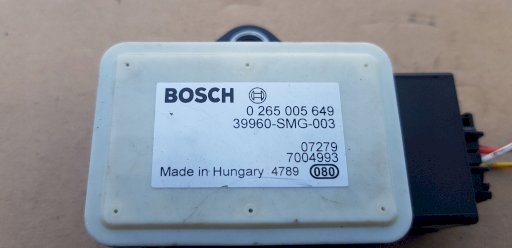 BOSCH
0 265 005 649
39960-SMG-003
07279
7004993
Made in Hungary 4789 080